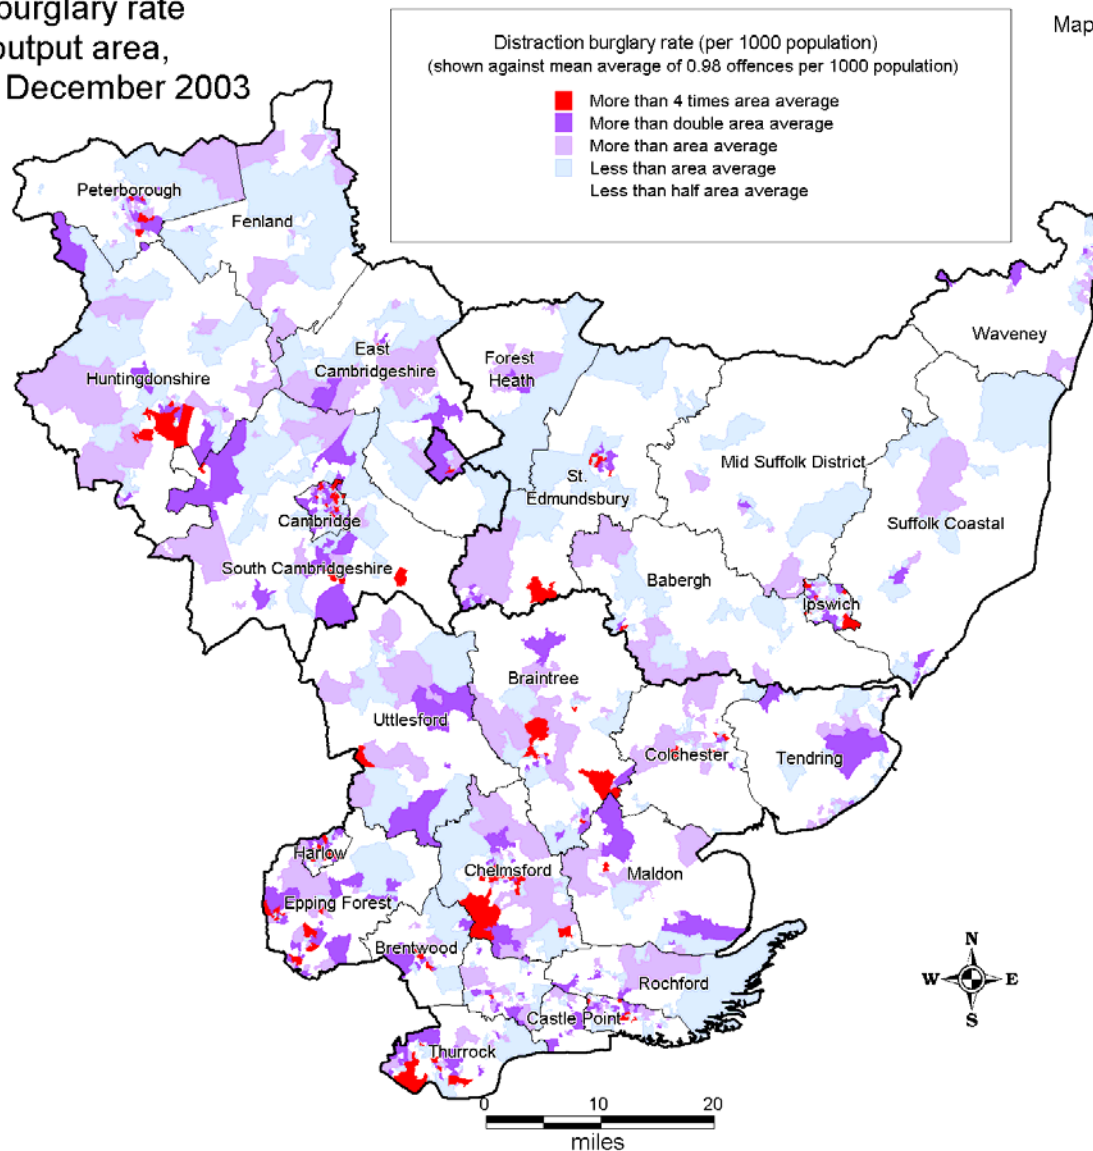 burglary rate
output area,
December 2003
Map
Distraction burglary rate (per 1000 population)
(shown against mean average of 0.98 offences per 1000 population)
More than 4 times area average
More than double area average
More than area average
Less than area average
Less than half area average
Peterborough
Fenland
Waveney
East
Cambridgeshire
Forest
Heath
Huntingdonshire
Mid Suffolk District
St.
Edmundsbury
Cambridge
Suffolk Coastal
South Cambridgeshire
Babergh
Ipswich
Braintree
Uttlesford
Colchester
Tendring
Harlow
Chelmsford
Maldon
Epping Forest
Brentwood
N
W
E
S
Rochford
Castle Point
Thurrock
0 10 20
miles